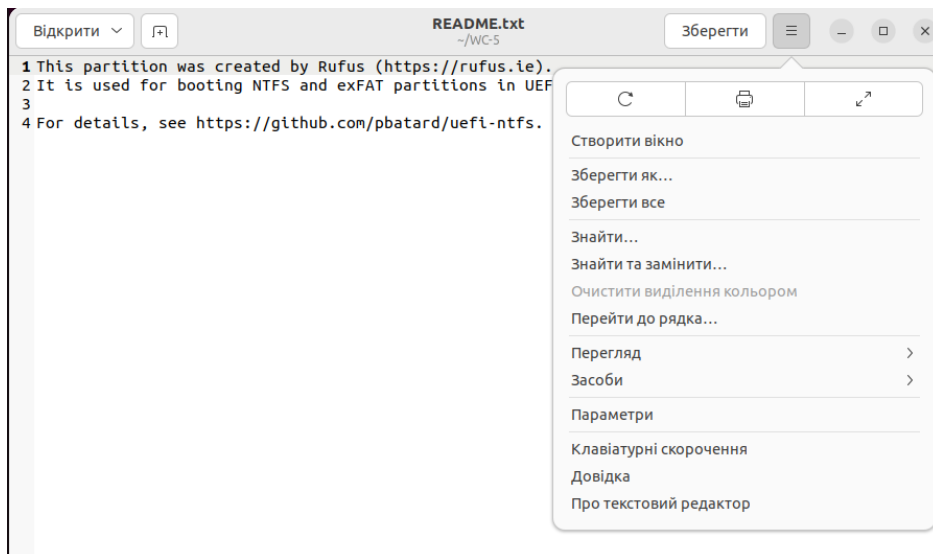 Відкрити
README.txt
~/WC-5
Зберегти
1 This partition was created by Rufus (https://rufus.ie).
2 It is used for booting NTFS and exFAT partitions in UEF
3
4 For details, see https://github.com/pbatard/uefi-ntfs.
Створити вікно
Зберегти як...
Зберегти все
Знайти...
Знайти та замінити...
Очистити виділення кольором
Перейти до рядка...
Перегляд
Засоби
Параметри
Клавіатурні скорочення
Довідка
Про текстовий редактор